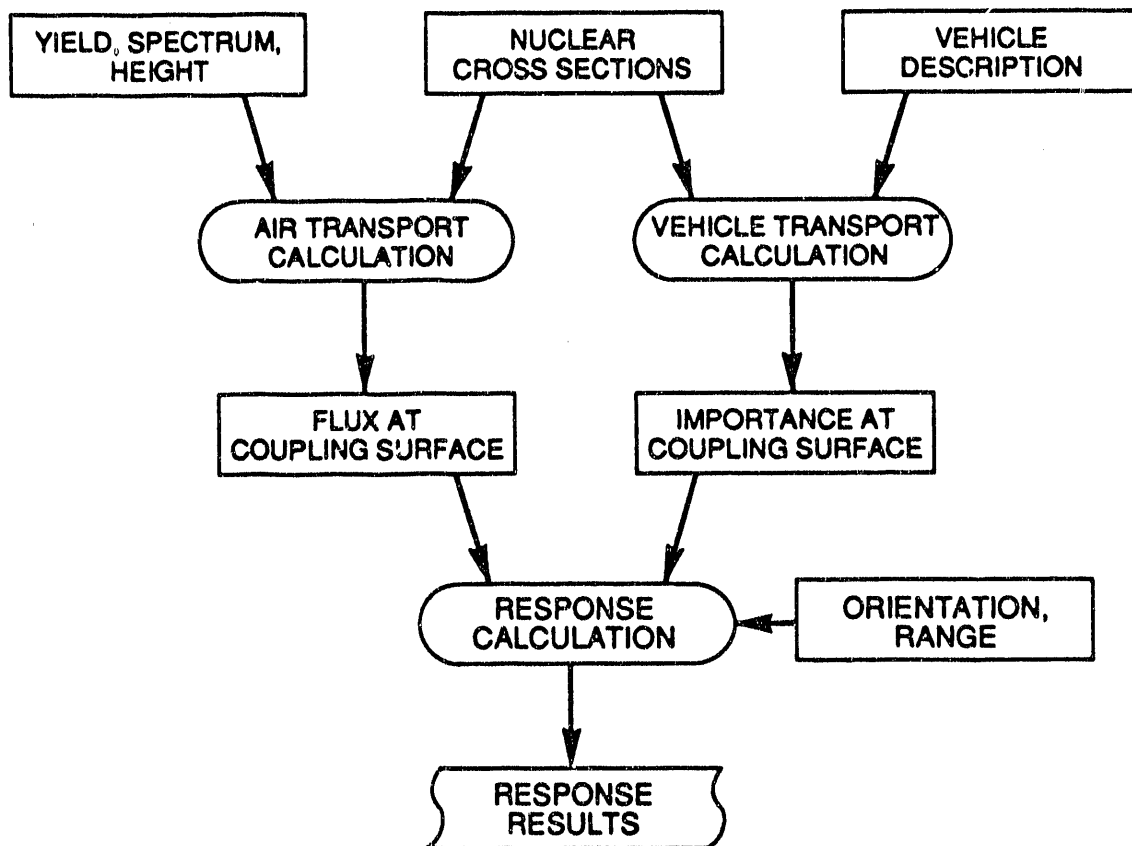 YIELD, SPECTRUM,
HEIGHT
NUCLEAR
CROSS SECTIONS
VEHICLE
DESCRIPTION
AIR TRANSPORT
CALCULATION
VEHICLE TRANSPORT
CALCULATION
FLUX AT
COUPLING SURFACE
IMPORTANCE AT
COUPLING SURFACE
RESPONSE
CALCULATION
ORIENTATION,
RANGE
RESPONSE
RESULTS